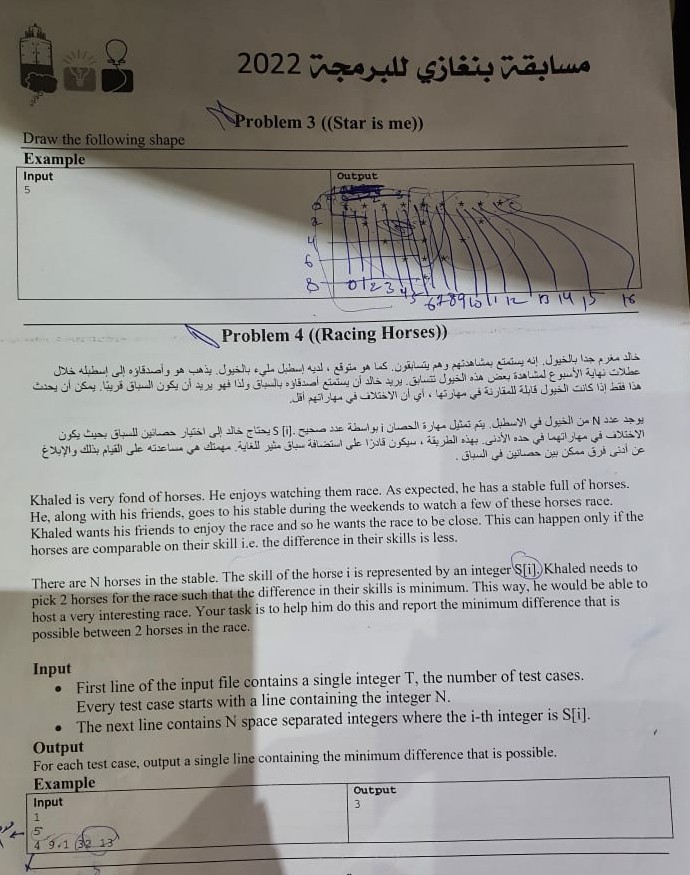 مسابقة بنغازي للبرمجة 2022
Problem 3 ((Star is me))
Draw the following shape
Example
Input
Output
5
0
2
4
6
8
0 1 2 3 4 5 6 7 8 9 10 11 12 13 14 15 16
Problem 4 ((Racing Horses))
خالد مغرم جدا بالخيول. إنه يستمتع بمشاهدتهم وهم يتسابقون. كما هو متوقع ، لديه إسطبل مليء بالخيول. يذهب هو وأصدقاؤه إلى إسطبله خلال
عطلات نهاية الأسبوع لمشاهدة بعض هذه الخيول تتسابق. يريد خالد أن يستمتع أصدقاؤه بالسباق ولذا فهو يريد أن يكون السباق قريبًا. يمكن أن يحدث
هذا فقط إذا كانت الخيول قابلة للمقارنة في مهارتها ، أي أن الاختلاف في مهاراتهم أقل.
يوجد عدد N من الخيول في الاسطبل. يتم تمثيل مهارة الحصان i بواسطة عدد صحيح S [i]. يحتاج خالد إلى اختيار حصانين للسباق بحيث يكون
الاختلاف في مهاراتهما في حده الأدنى. بهذه الطريقة ، سيكون قادرًا على استضافة سباق مثير للغاية. مهمتك هي مساعدته على القيام بذلك والإبلاغ
عن أدنى فرق ممكن بين حصانين في السباق.
Khaled is very fond of horses. He enjoys watching them race. As expected, he has a stable full of horses.
He, along with his friends, goes to his stable during the weekends to watch a few of these horses race.
Khaled wants his friends to enjoy the race and so he wants the race to be close. This can happen only if the
horses are comparable on their skill i.e. the difference in their skills is less.
There are N horses in the stable. The skill of the horse i is represented by an integer S[i]. Khaled needs to
pick 2 horses for the race such that the difference in their skills is minimum. This way, he would be able to
host a very interesting race. Your task is to help him do this and report the minimum difference that is
possible between 2 horses in the race.
Input
• First line of the input file contains a single integer T, the number of test cases.
Every test case starts with a line containing the integer N.
• The next line contains N space separated integers where the i-th integer is S[i].
Output
For each test case, output a single line containing the minimum difference that is possible.
Example
Input
Output
1
3
5
4 9 1 32 13